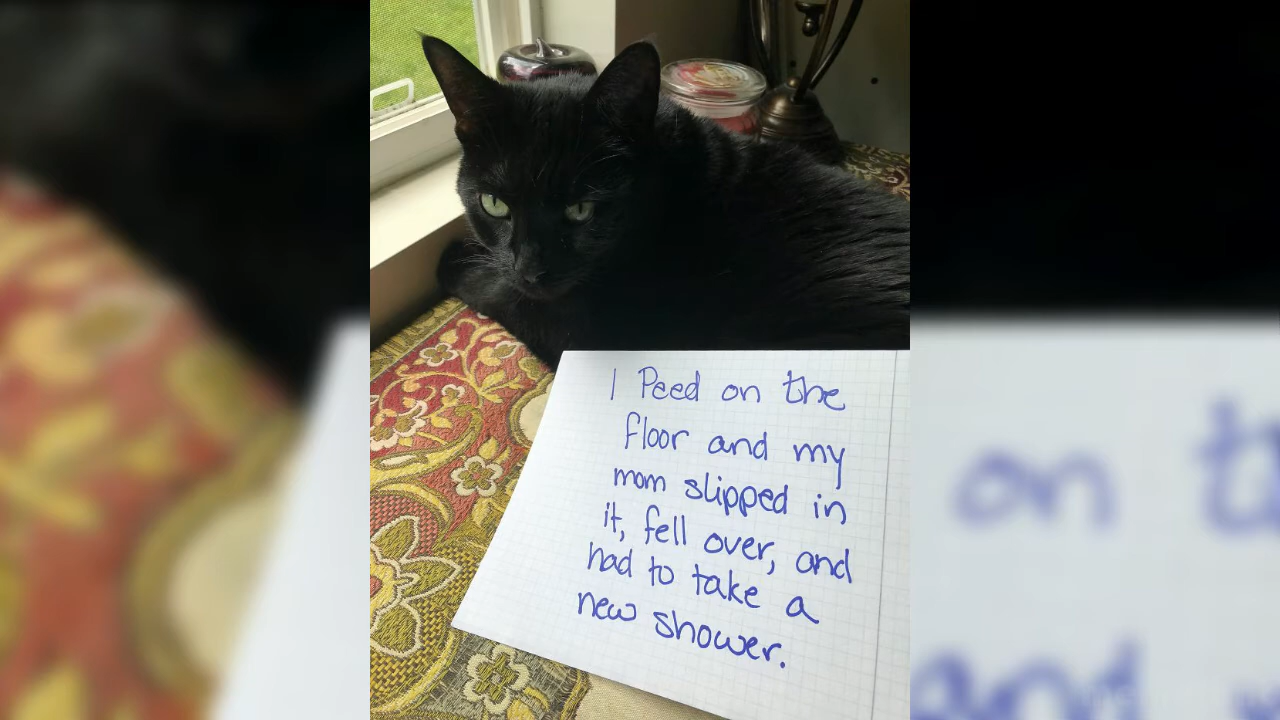 I Peed on the
floor and my
mom slipped in
it, fell over, and
had to take a
new shower.